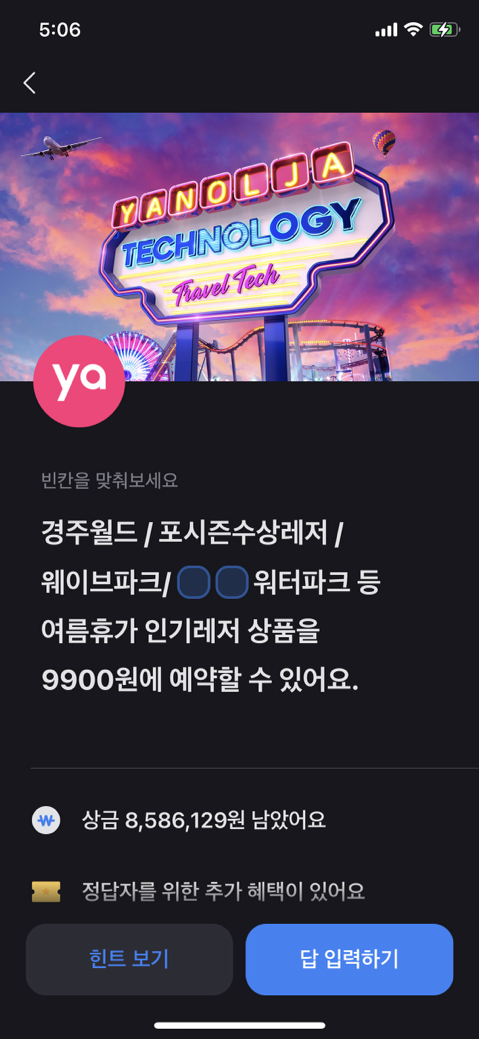 5:06
YANOLJA
TECHNOLOGY
Travel Tech
ya
빈칸을 맞춰보세요
경주월드 / 포시즌수상레저 /
웨이브파크/ 워터파크 등
여름휴가 인기레저 상품을
9900원에 예약할 수 있어요.
₩ 상금 8,586,129원 남았어요
정답자를 위한 추가 혜택이 있어요
힌트 보기 답 입력하기